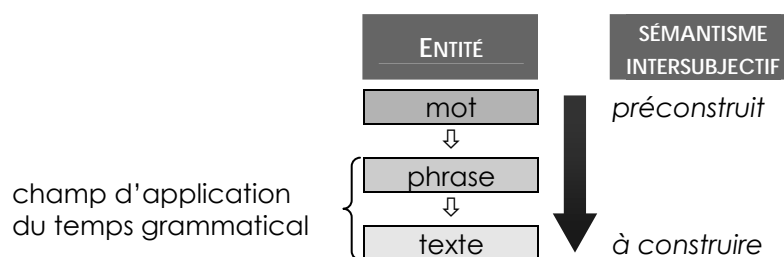 ENTITÉ
SÉMANTISME
INTERSUBJECTIF
mot
préconstruit
phrase
champ d’application
du temps grammatical
texte
à construire